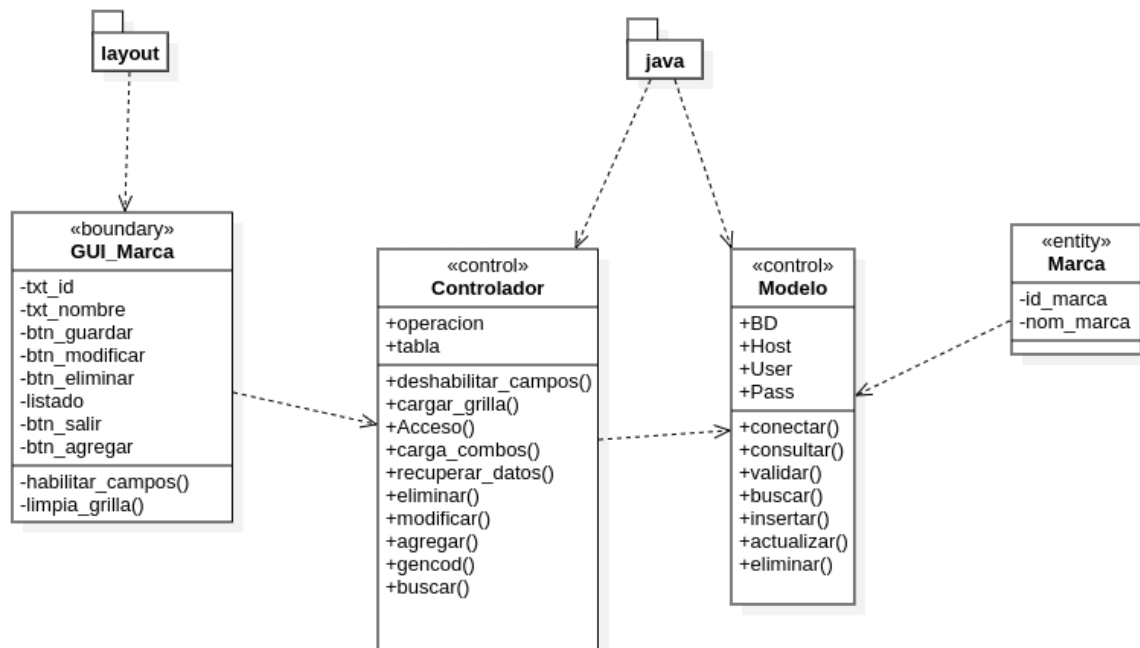 layout
java
«boundary»
GUI_Marca
-txt_id
-txt_nombre
-btn_guardar
-btn_modificar
-btn_eliminar
-listado
-btn_salir
-btn_agregar
-habilitar_campos()
-limpia_grilla()
«control»
Controlador
+operacion
+tabla
+deshabilitar_campos()
+cargar_grilla()
+Acceso()
+carga_combos()
+recuperar_datos()
+eliminar()
+modificar()
+agregar()
+gencod()
+buscar()
«control»
Modelo
+BD
+Host
+User
+Pass
+conectar()
+consultar()
+validar()
+buscar()
+insertar()
+actualizar()
+eliminar()
«entity»
Marca
-id_marca
-nom_marca